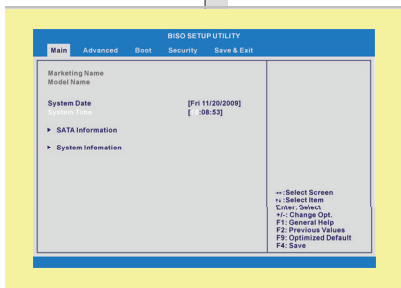 BISO SETUP UTILITY
Main Advanced Boot Security Save & Exit
Marketing Name
Model Name
System Date [Fri 11/20/2009]
System Time [ :08:53]
► SATA Information
► System Infomation
↔:Select Screen
↑↓:Select Item
Enter: Select
+/-: Change Opt.
F1: General Help
F2: Previous Values
F9: Optimized Default
F4: Save